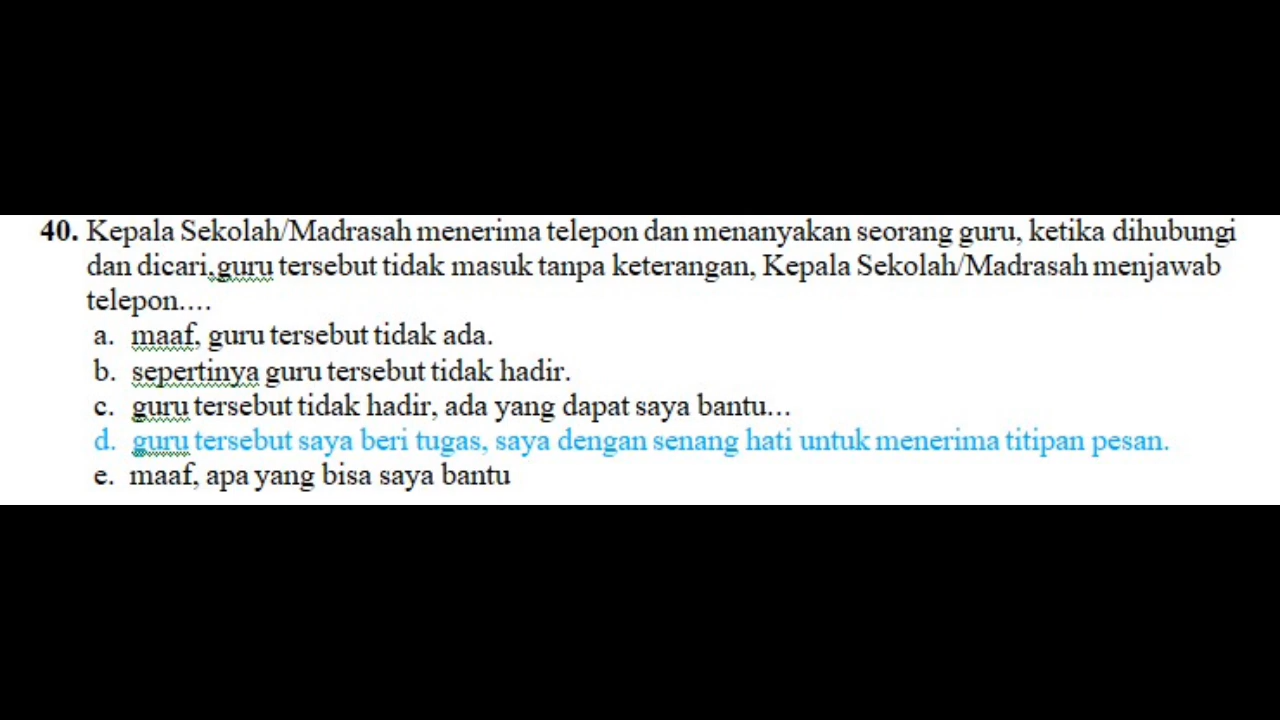 40. Kepala Sekolah/Madrasah menerima telepon dan menanyakan seorang guru, ketika dihubungi
dan dicari,guru tersebut tidak masuk tanpa keterangan, Kepala Sekolah/Madrasah menjawab
telepon....
a. maaf, guru tersebut tidak ada.
b. sepertinya guru tersebut tidak hadir.
c. guru tersebut tidak hadir, ada yang dapat saya bantu...
d. guru tersebut saya beri tugas, saya dengan senang hati untuk menerima titipan pesan.
e. maaf, apa yang bisa saya bantu